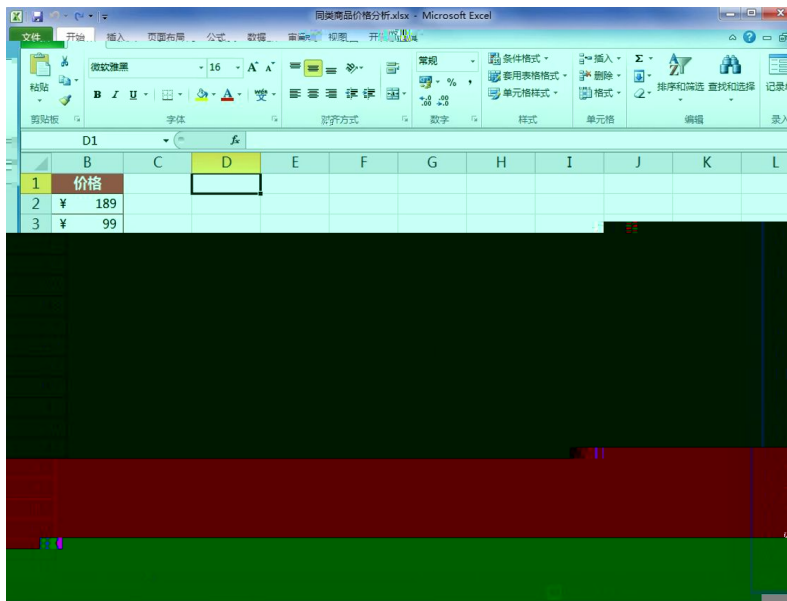 同类商品价格分析.xlsx - Microsoft Excel
文件 开始 插入 页面布局 公式 数据 视图
微软雅黑 16 A A 常规 条件格式 插入 Σ
粘贴 B I U A % , 套用表格格式 删除 排序和筛选 查找和选择
单元格样式 格式
剪贴板 字体 对齐方式 数字 样式 单元格 编辑
D1 fx
B C D E F G H I J K L
1 价格
2 ¥ 189
3 ¥ 99